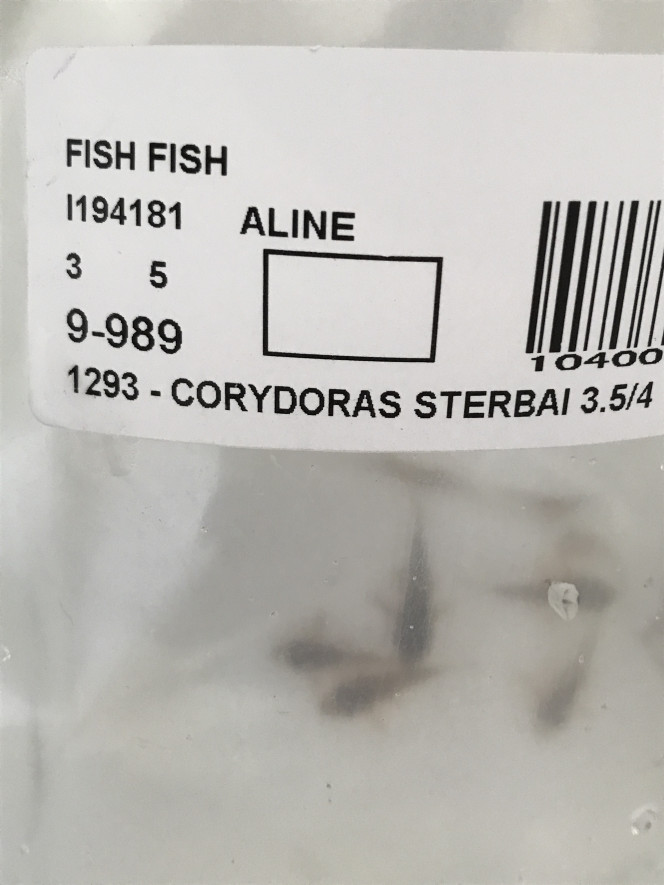 FISH FISH
I194181 ALINE
3 5
9-989
10400
1293 - CORYDORAS STERBAI 3.5/4